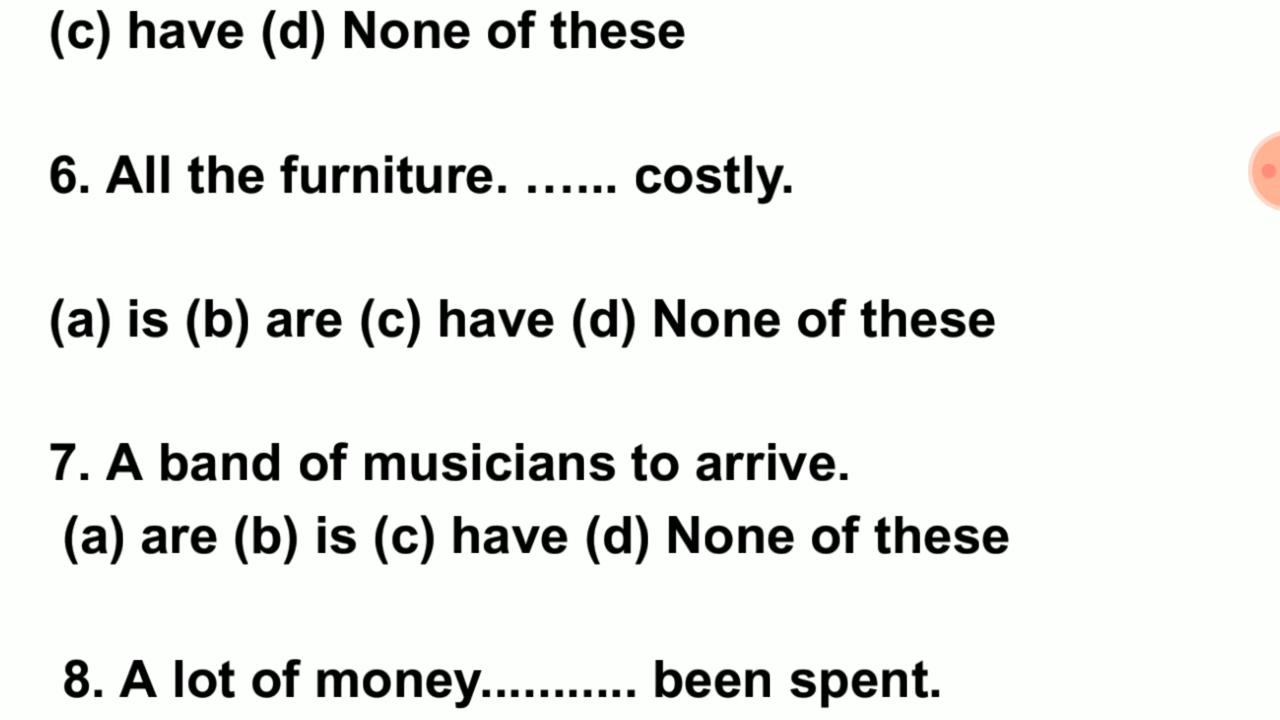 (c) have (d) None of these
6. All the furniture. …... costly.
(a) is (b) are (c) have (d) None of these
7. A band of musicians to arrive.
(a) are (b) is (c) have (d) None of these
8. A lot of money........... been spent.